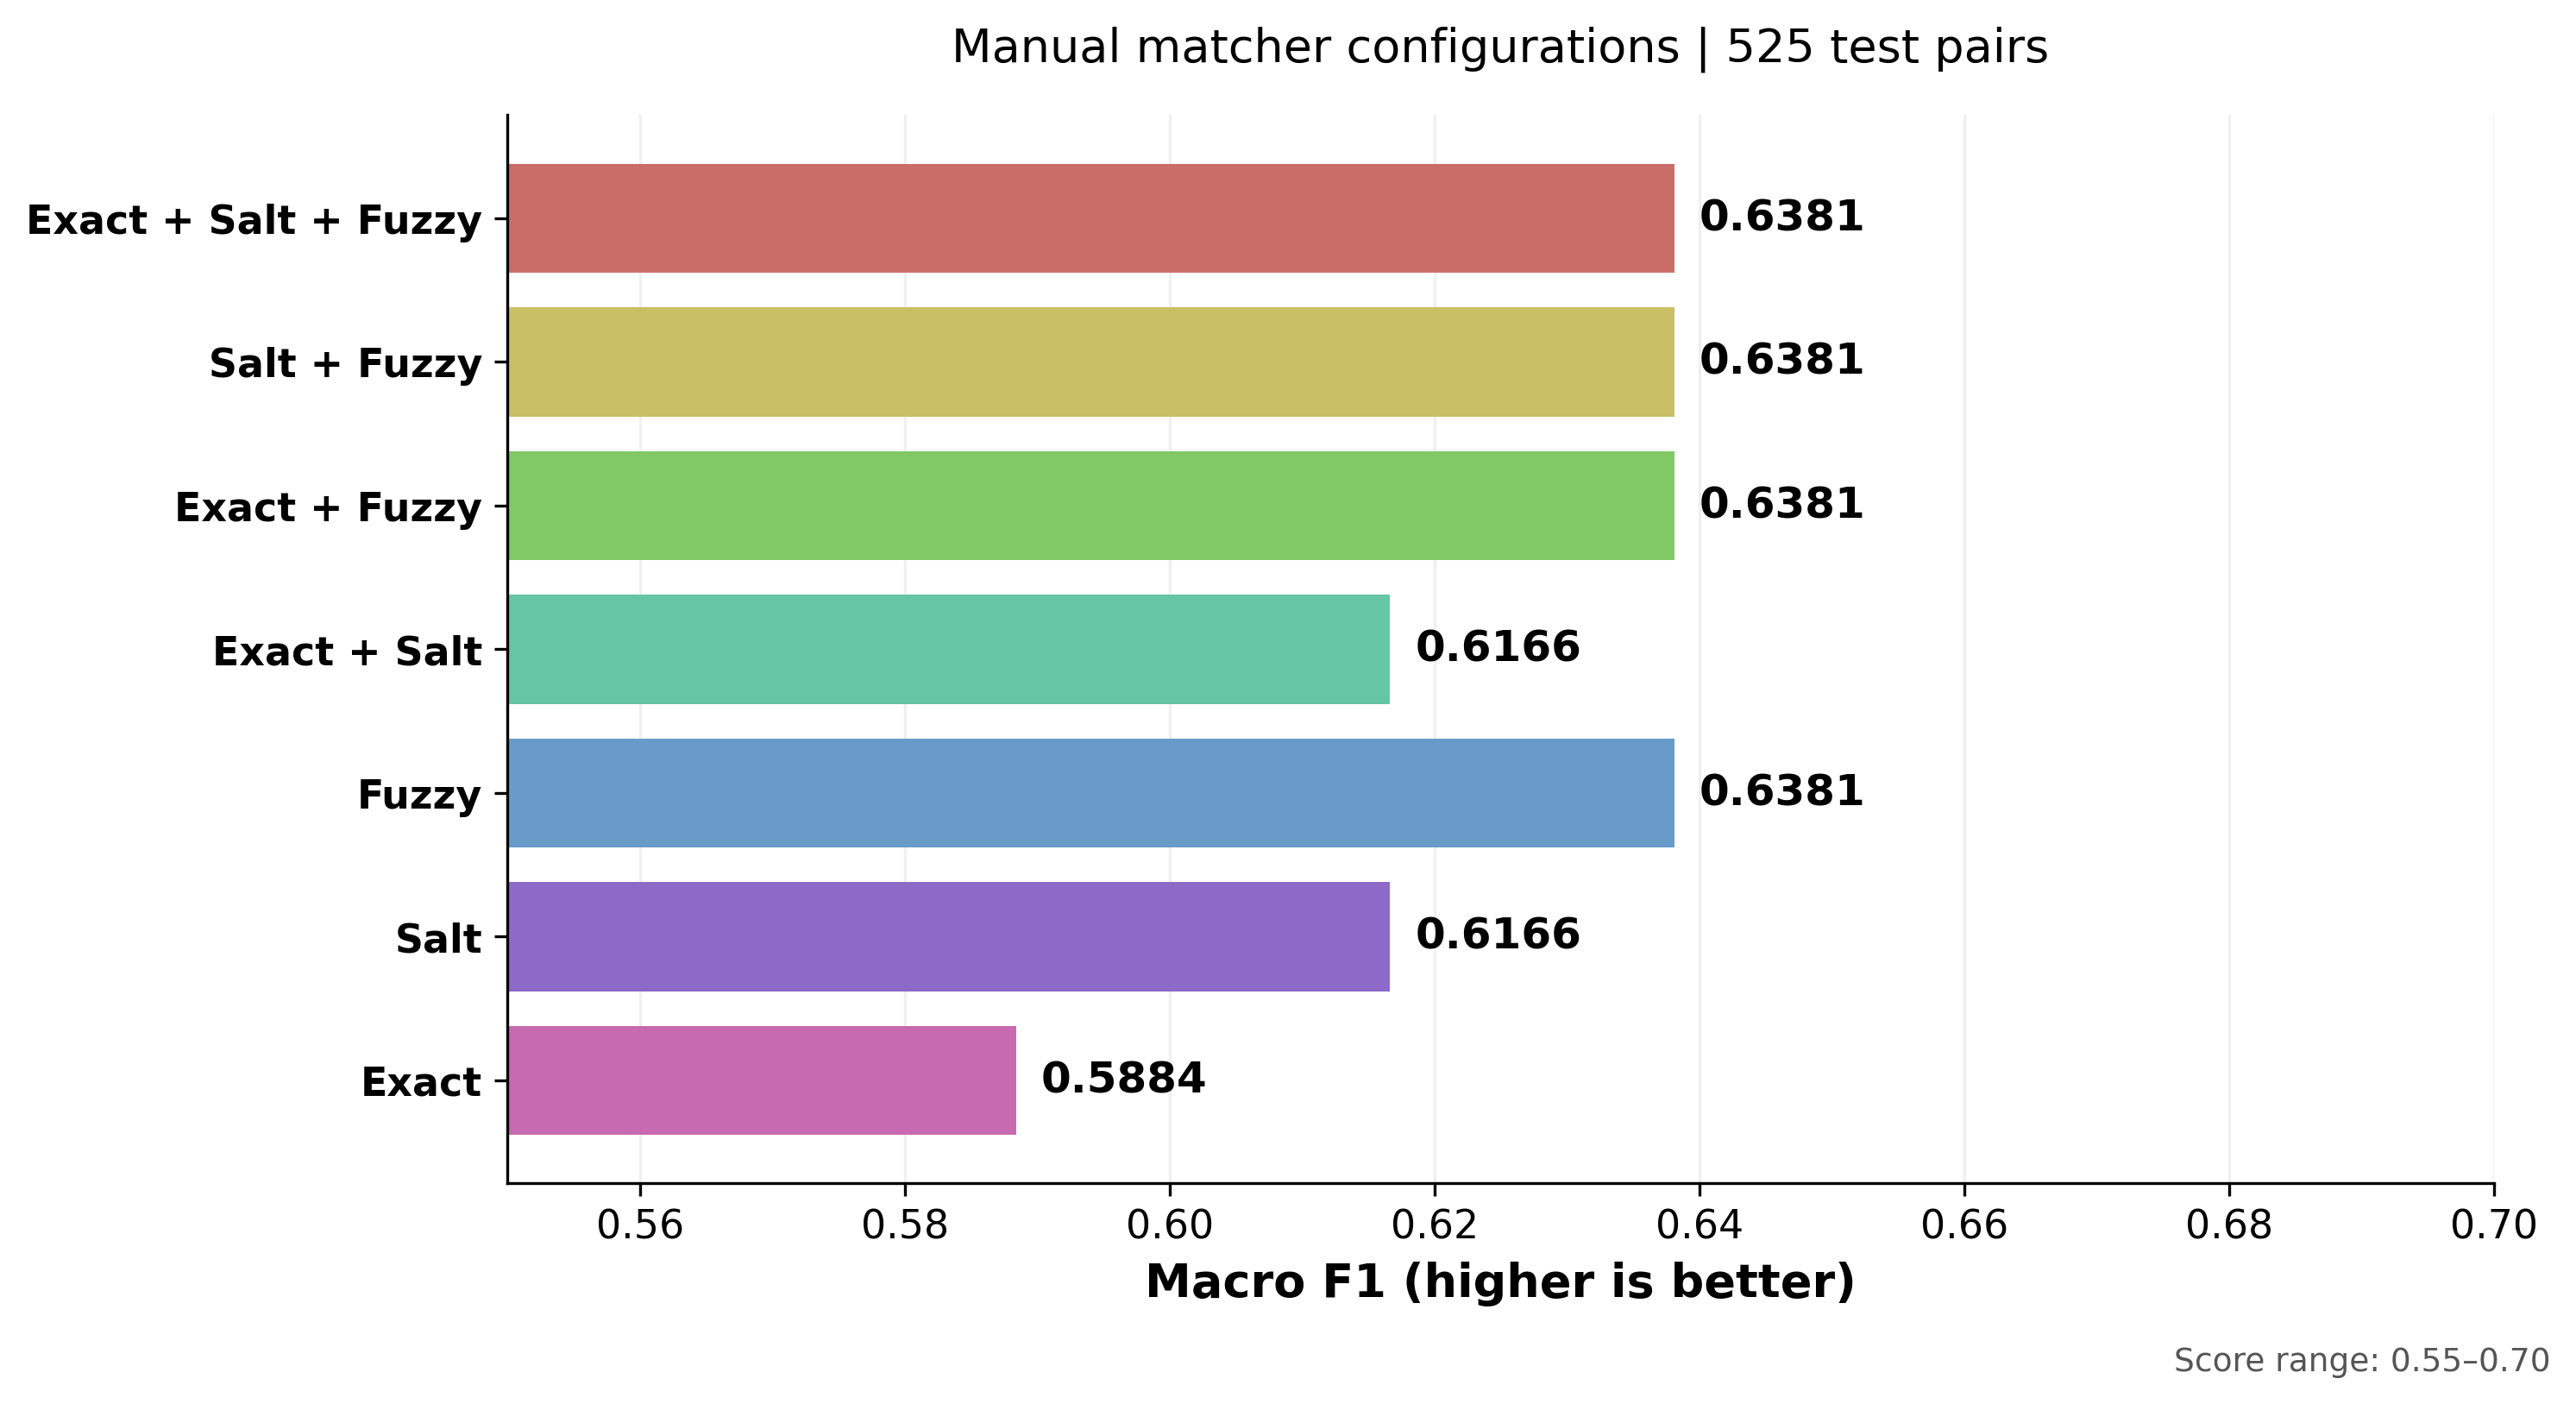 Manual matcher configurations | 525 test pairs
Exact + Salt + Fuzzy 0.6381
Salt + Fuzzy 0.6381
Exact + Fuzzy 0.6381
Exact + Salt 0.6166
Fuzzy 0.6381
Salt 0.6166
Exact 0.5884
0.56 0.58 0.60 0.62 0.64 0.66 0.68 0.70
Macro F1 (higher is better)
Score range: 0.55–0.70